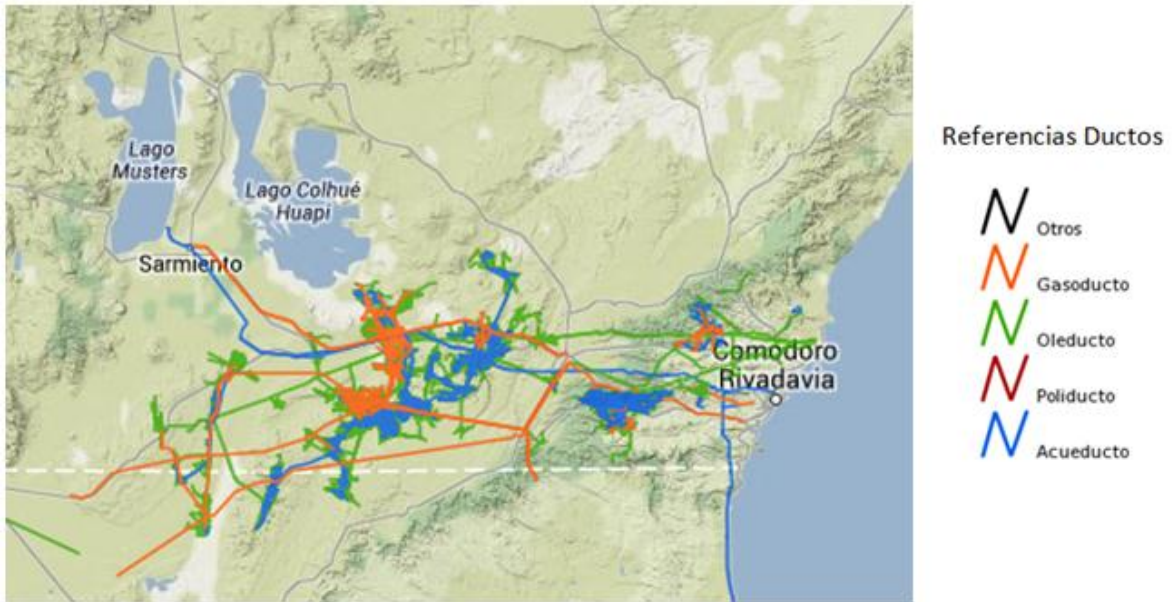 Lago
Musters
Lago Colhué
Huapi
Sarmiento
Comodoro
Rivadavia
Referencias Ductos
Otros
Gasoducto
Oleducto
Poliducto
Acueducto